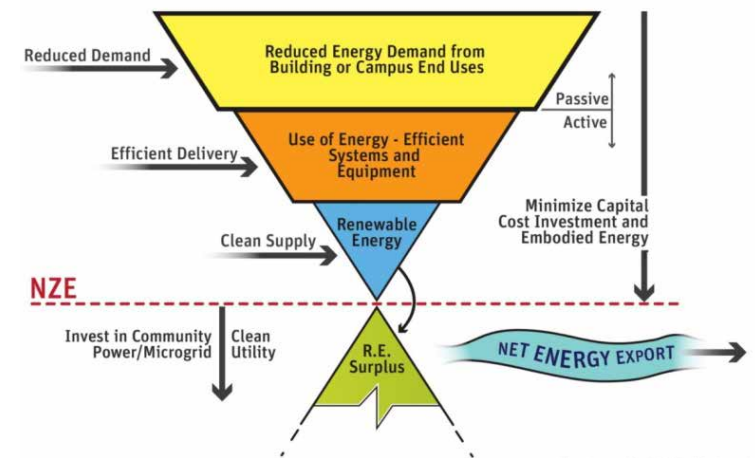 Reduced Demand
Reduced Energy Demand from
Building or Campus End Uses
Passive
Active
Efficient Delivery
Use of Energy - Efficient
Systems and
Equipment
Minimize Capital
Cost Investment and
Embodied Energy
Clean Supply
Renewable
Energy
NZE
Invest in Community
Power/Microgrid
Clean
Utility
R.E.
Surplus
NET ENERGY EXPORT